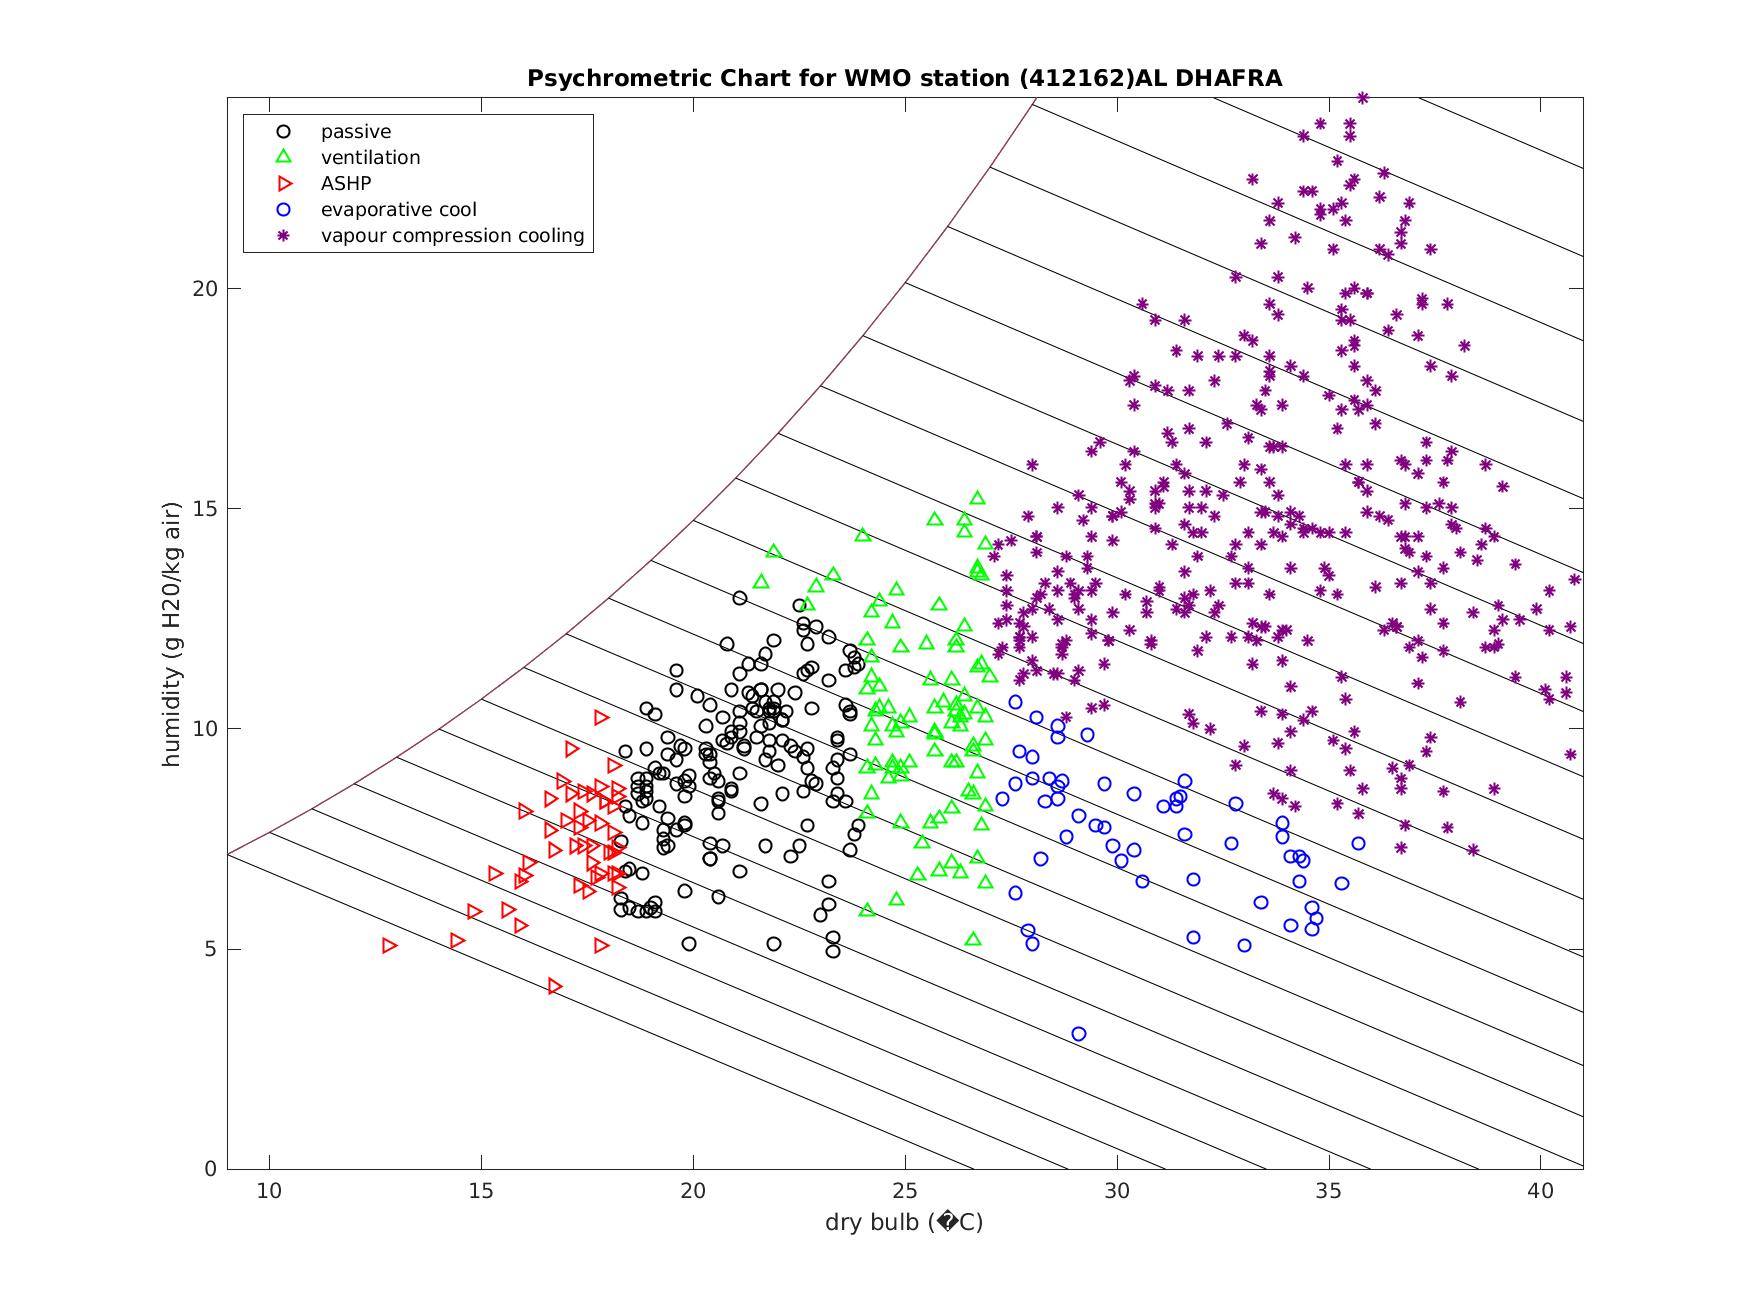 Psychrometric Chart for WMO station (412162)AL DHAFRA
passive
ventilation
ASHP
evaporative cool
vapour compression cooling
humidity (g H20/kg air)
20
15
10
5
0
10 15 20 25 30 35 40
dry bulb (�C)